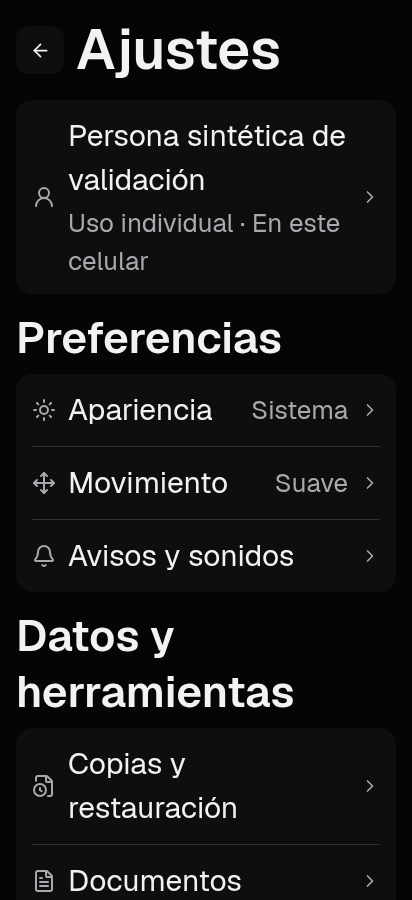 Ajustes
Persona sintética de
validación
Uso individual · En este
celular
Preferencias
Apariencia Sistema
Movimiento Suave
Avisos y sonidos
Datos y
herramientas
Copias y
restauración
Documentos